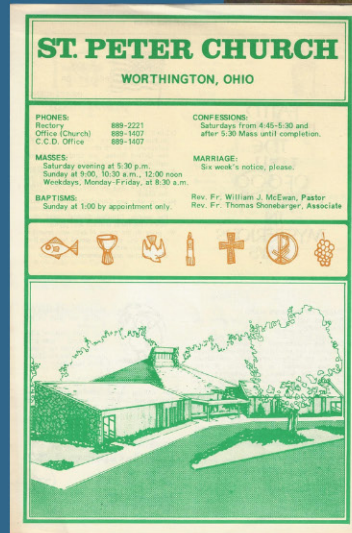 ST. PETER CHURCH
WORTHINGTON, OHIO
PHONES:
Rectory 889-2221
Office (Church) 889-1407
C.C.D. Office 889-1407
MASSES:
Saturday evening at 5:30 p.m.
Sunday at 9:00, 10:30 a.m., 12:00 noon
Weekdays, Monday-Friday, at 8:30 a.m.
BAPTISMS:
Sunday at 1:00 by appointment only.
CONFESSIONS:
Saturdays from 4:45-5:30 and
after 5:30 Mass until completion.
MARRIAGE:
Six week's notice, please.
Rev. Fr. William J. McEwan, Pastor
Rev. Fr. Thomas Shonebarger, Associate